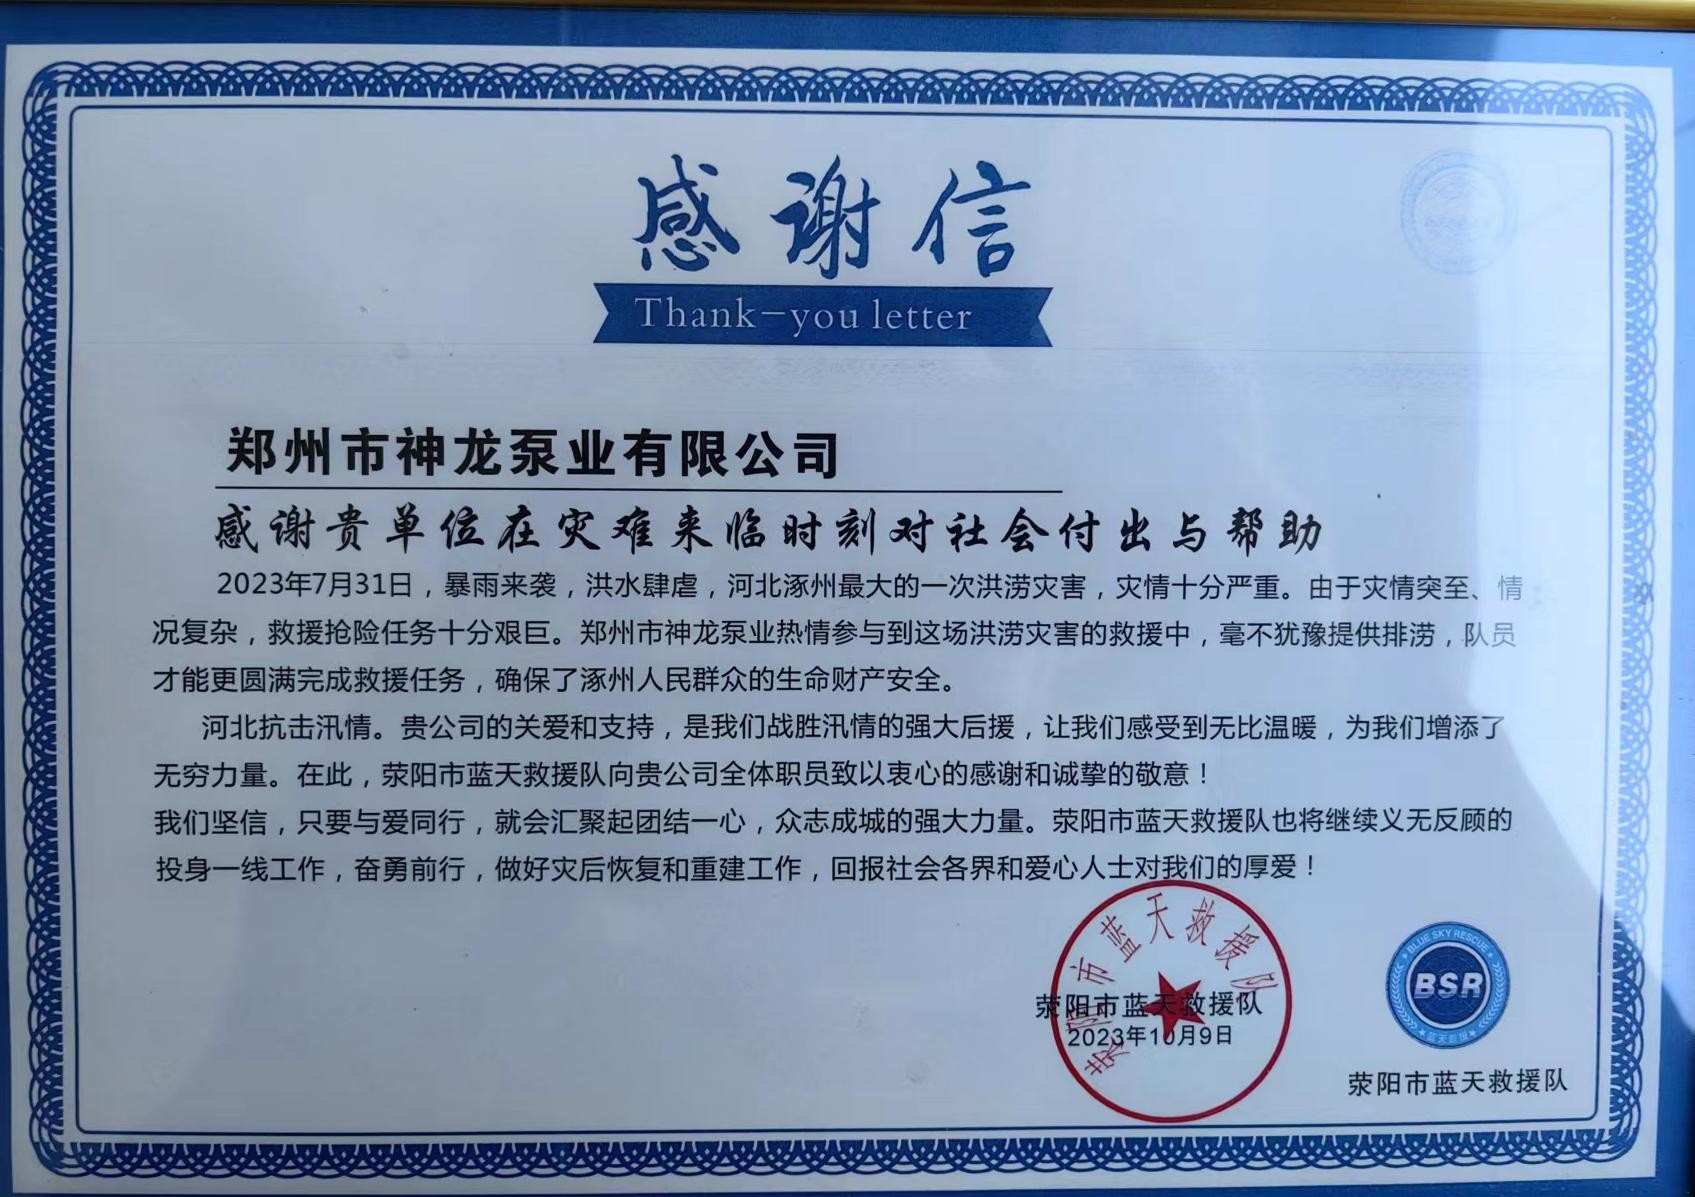 感谢信
Thank-you letter
郑州市神龙泵业有限公司
感谢贵单位在灾难来临时刻对社会付出与帮助
2023年7月31日，暴雨来袭，洪水肆虐，河北涿州最大的一次洪涝灾害，灾情十分严重。由于灾情突至、情
况复杂，救援抢险任务十分艰巨。郑州市神龙泵业热情参与到这场洪涝灾害的救援中，毫不犹豫提供排涝，队员
才能更圆满完成救援任务，确保了涿州人民群众的生命财产安全。
河北抗击汛情。贵公司的关爱和支持，是我们战胜汛情的强大后援，让我们感受到无比温暖，为我们增添了
无穷力量。在此，荥阳市蓝天救援队向贵公司全体职员致以衷心的感谢和诚挚的敬意！
我们坚信，只要与爱同行，就会汇聚起团结一心，众志成城的强大力量。荥阳市蓝天救援队也将继续义无反顾的
投身一线工作，奋勇前行，做好灾后恢复和重建工作，回报社会各界和爱心人士对我们的厚爱！
荥阳市蓝天救援队
荥阳市蓝天救援队
2023年10月9日
BLUE SKY RESCUE
BSR
蓝天救援
荥阳市蓝天救援队